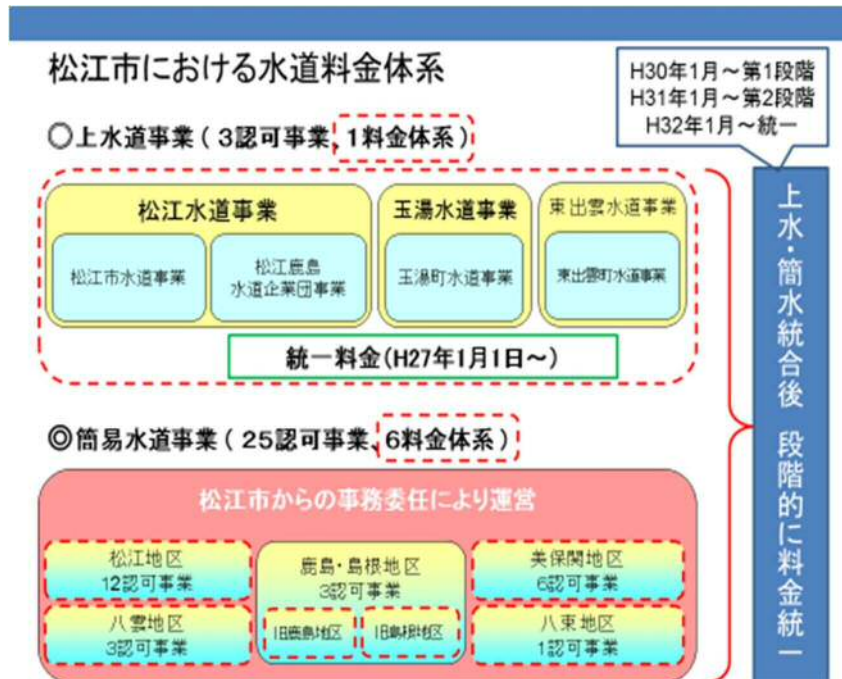 松江市における水道料金体系
H30年1月～第1段階
H31年1月～第2段階
H32年1月～統一
○上水道事業（3認可事業、1料金体系）
松江水道事業
松江市水道事業
松江鹿島
水道企業団事業
玉湯水道事業
玉湯町水道事業
東出雲水道事業
東出雲町水道事業
統一料金(H27年1月1日～)
◎簡易水道事業（25認可事業、6料金体系）
松江市からの事務委任により運営
松江地区
12認可事業
八雲地区
3認可事業
鹿島・島根地区
3認可事業
旧鹿島地区
旧島根地区
美保関地区
6認可事業
八束地区
1認可事業
上水・簡水統合後 段階的に料金統一